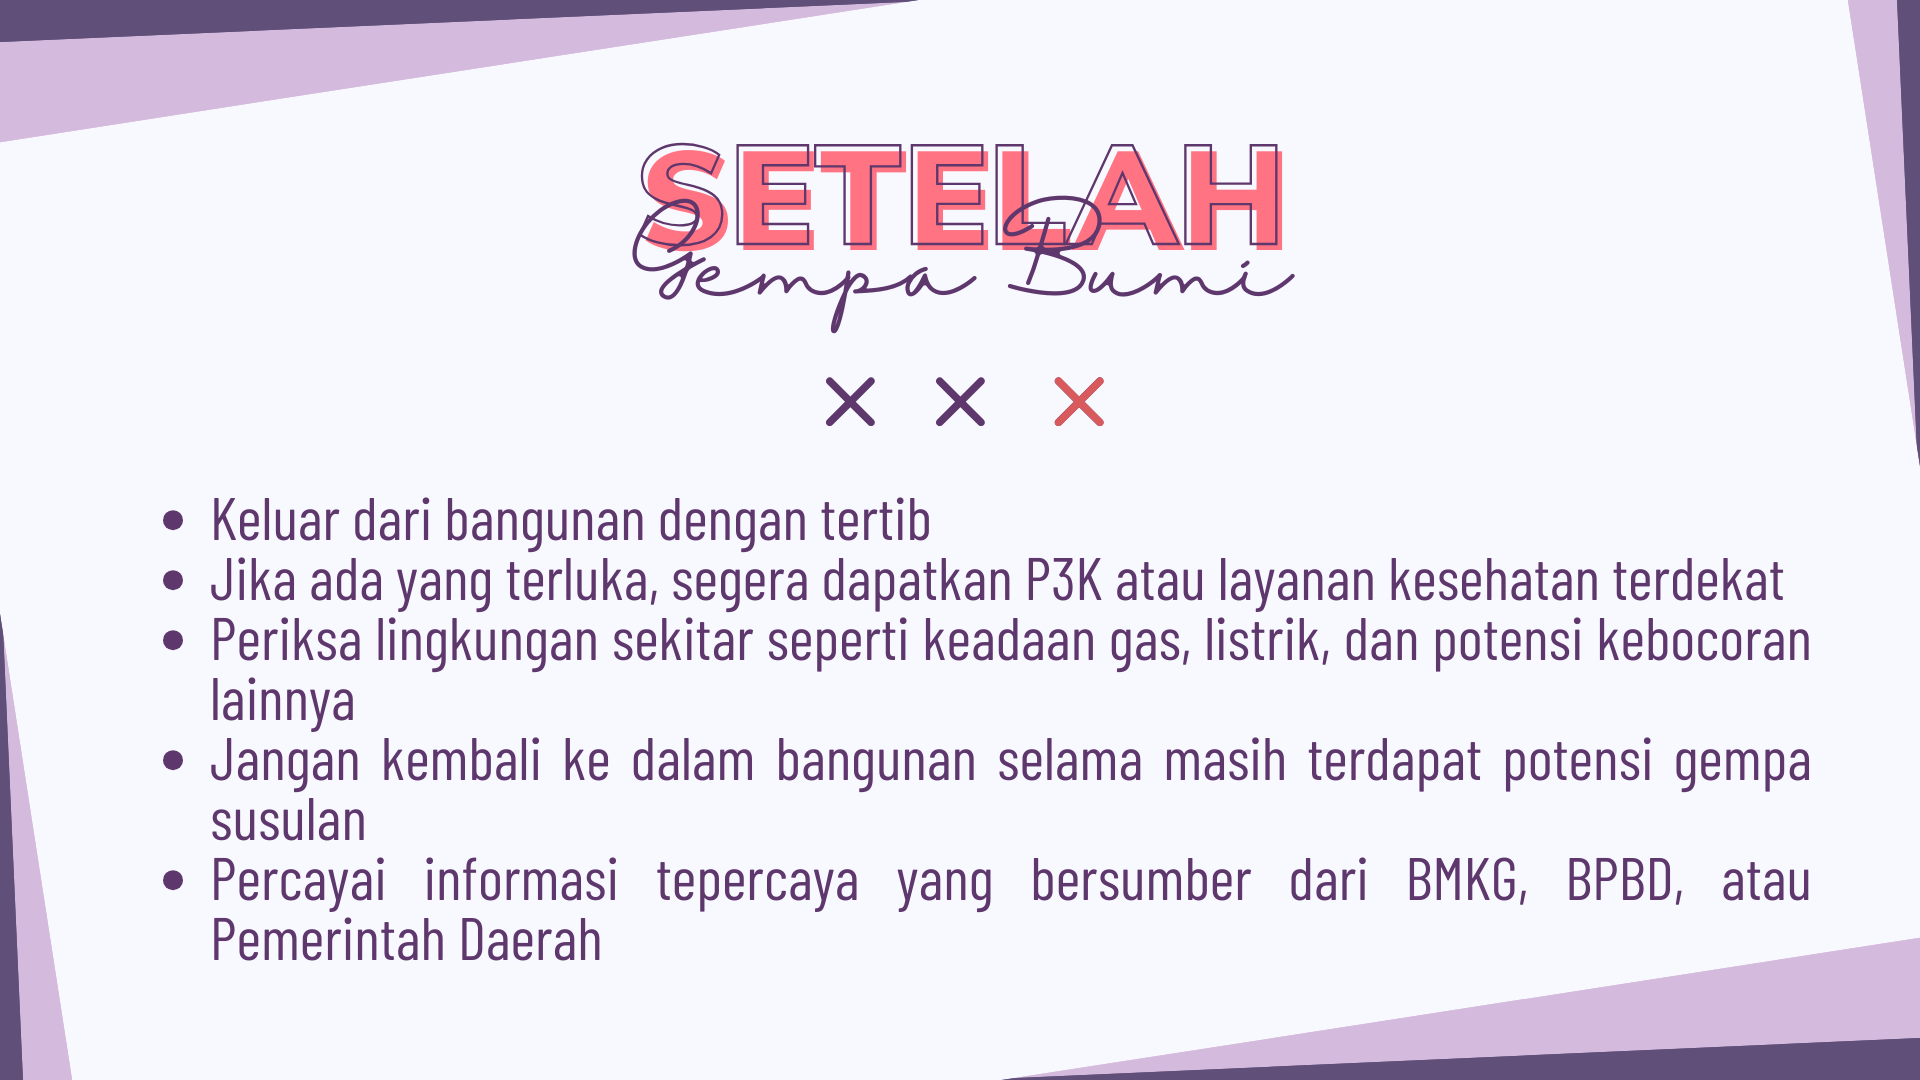 SETELAH
Gempa Bumi
• Keluar dari bangunan dengan tertib
• Jika ada yang terluka, segera dapatkan P3K atau layanan kesehatan terdekat
• Periksa lingkungan sekitar seperti keadaan gas, listrik, dan potensi kebocoran
lainnya
• Jangan kembali ke dalam bangunan selama masih terdapat potensi gempa
susulan
• Percayai informasi tepercaya yang bersumber dari BMKG, BPBD, atau
Pemerintah Daerah